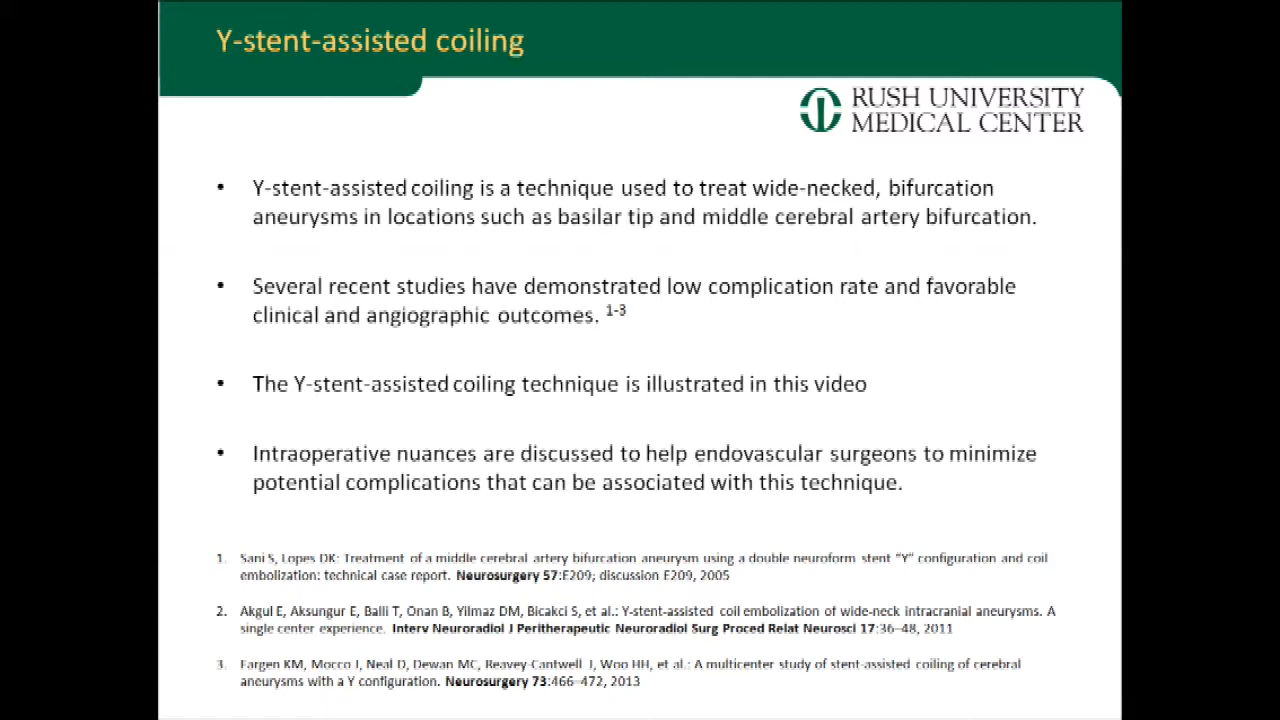 Y-stent-assisted coiling
RUSH UNIVERSITY
MEDICAL CENTER
• Y-stent-assisted coiling is a technique used to treat wide-necked, bifurcation
aneurysms in locations such as basilar tip and middle cerebral artery bifurcation.
• Several recent studies have demonstrated low complication rate and favorable
clinical and angiographic outcomes. 1-3
• The Y-stent-assisted coiling technique is illustrated in this video
• Intraoperative nuances are discussed to help endovascular surgeons to minimize
potential complications that can be associated with this technique.
1. Sani S, Lopes DK: Treatment of a middle cerebral artery bifurcation aneurysm using a double neuroform stent “Y” configuration and coil
embolization: technical case report. Neurosurgery 57:E209; discussion E209, 2005
2. Akgul E, Aksungur E, Balli T, Onan B, Yilmaz DM, Bicakci S, et al.: Y-stent-assisted coil embolization of wide-neck intracranial aneurysms. A
single center experience. Interv Neuroradiol J Peritherapeutic Neuroradiol Surg Proced Relat Neurosci 17:36–48, 2011
3. Fargen KM, Mocco J, Neal D, Dewan MC, Reavey-Cantwell J, Woo HH, et al.: A multicenter study of stent-assisted coiling of cerebral
aneurysms with a Y configuration. Neurosurgery 73:466–472, 2013